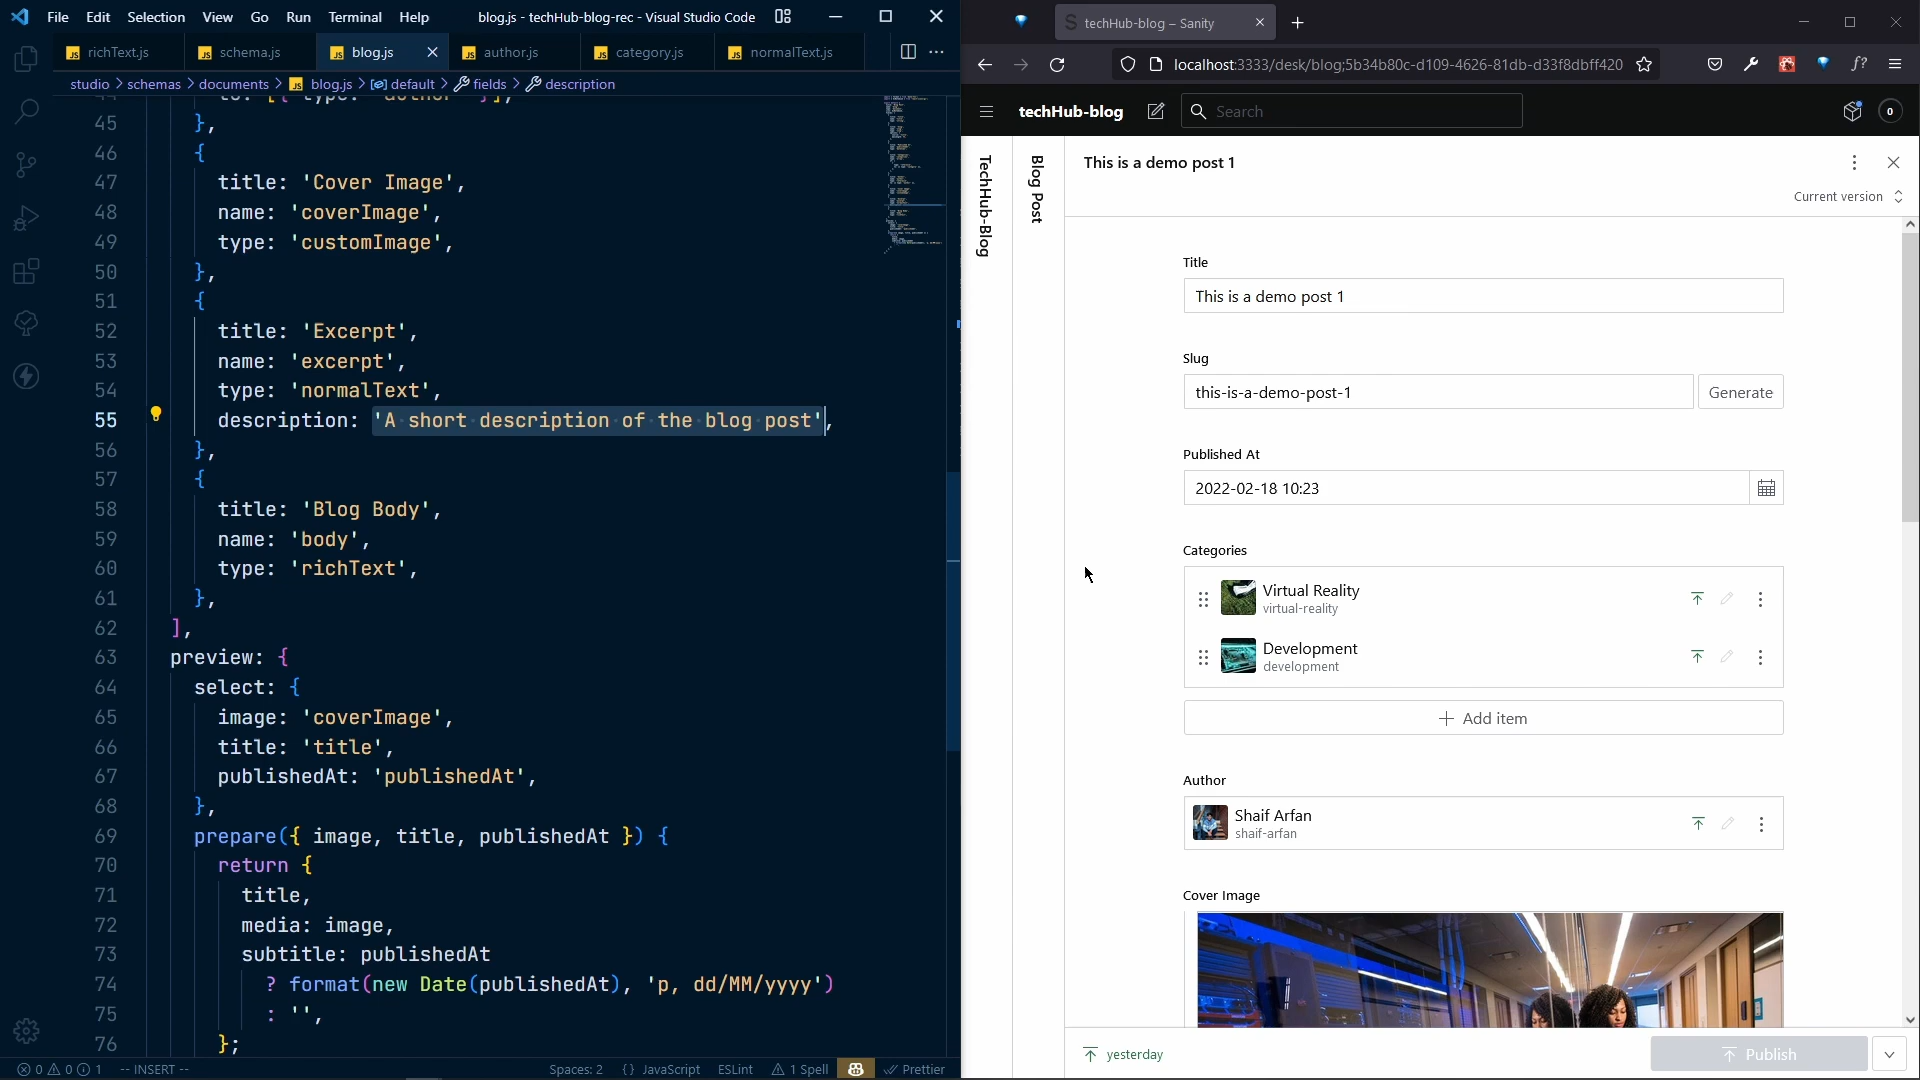 File Edit Selection View Go Run Terminal Help
blog.js - techHub-blog-rec - Visual Studio Code
JS richText.js
JS schema.js
JS blog.js
JS author.js
JS category.js
JS normalText.js
studio > schemas > documents > JS blog.js > default > fields > description
45 },
46 {
47 title: 'Cover Image',
48 name: 'coverImage',
49 type: 'customImage',
50 },
51 {
52 title: 'Excerpt',
53 name: 'excerpt',
54 type: 'normalText',
55 description: 'A short description of the blog post',
56 },
57 {
58 title: 'Blog Body',
59 name: 'body',
60 type: 'richText',
61 },
62 ],
63 preview: {
64 select: {
65 image: 'coverImage',
66 title: 'title',
67 publishedAt: 'publishedAt',
68 },
69 prepare({ image, title, publishedAt }) {
70 return {
71 title,
72 media: image,
73 subtitle: publishedAt
74 ? format(new Date(publishedAt), 'p, dd/MM/yyyy')
75 : '',
76 };
0 0 1 -- INSERT -- Spaces: 2 {} JavaScript ESLint 1 Spell Prettier
S techHub-blog – Sanity
localhost:3333/desk/blog;5b34b80c-d109-4626-81db-d33f8dbff420
f?
techHub-blog
Search
0
TechHub-Blog
Blog Post
This is a demo post 1
Current version
Title
This is a demo post 1
Slug
this-is-a-demo-post-1
Generate
Published At
2022-02-18 10:23
Categories
Virtual Reality
virtual-reality
Development
development
Add item
Author
Shaif Arfan
shaif-arfan
Cover Image
yesterday
Publish